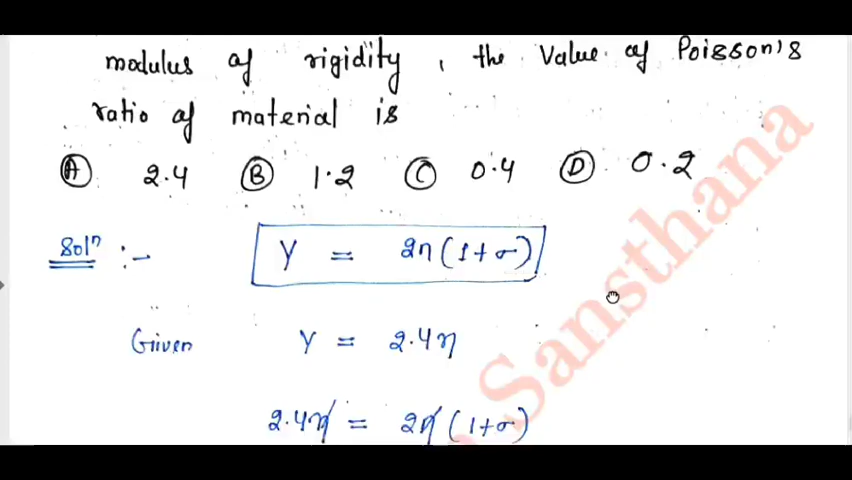 modulus of rigidity, the Value of Poisson's
ratio of material is
(A) 2.4 (B) 1.2 (C) 0.4 (D) 0.2
Solⁿ :-
Y = 2η(1+σ)
Given Y = 2.4η
2.4η = 2η(1+σ)
Sansthana